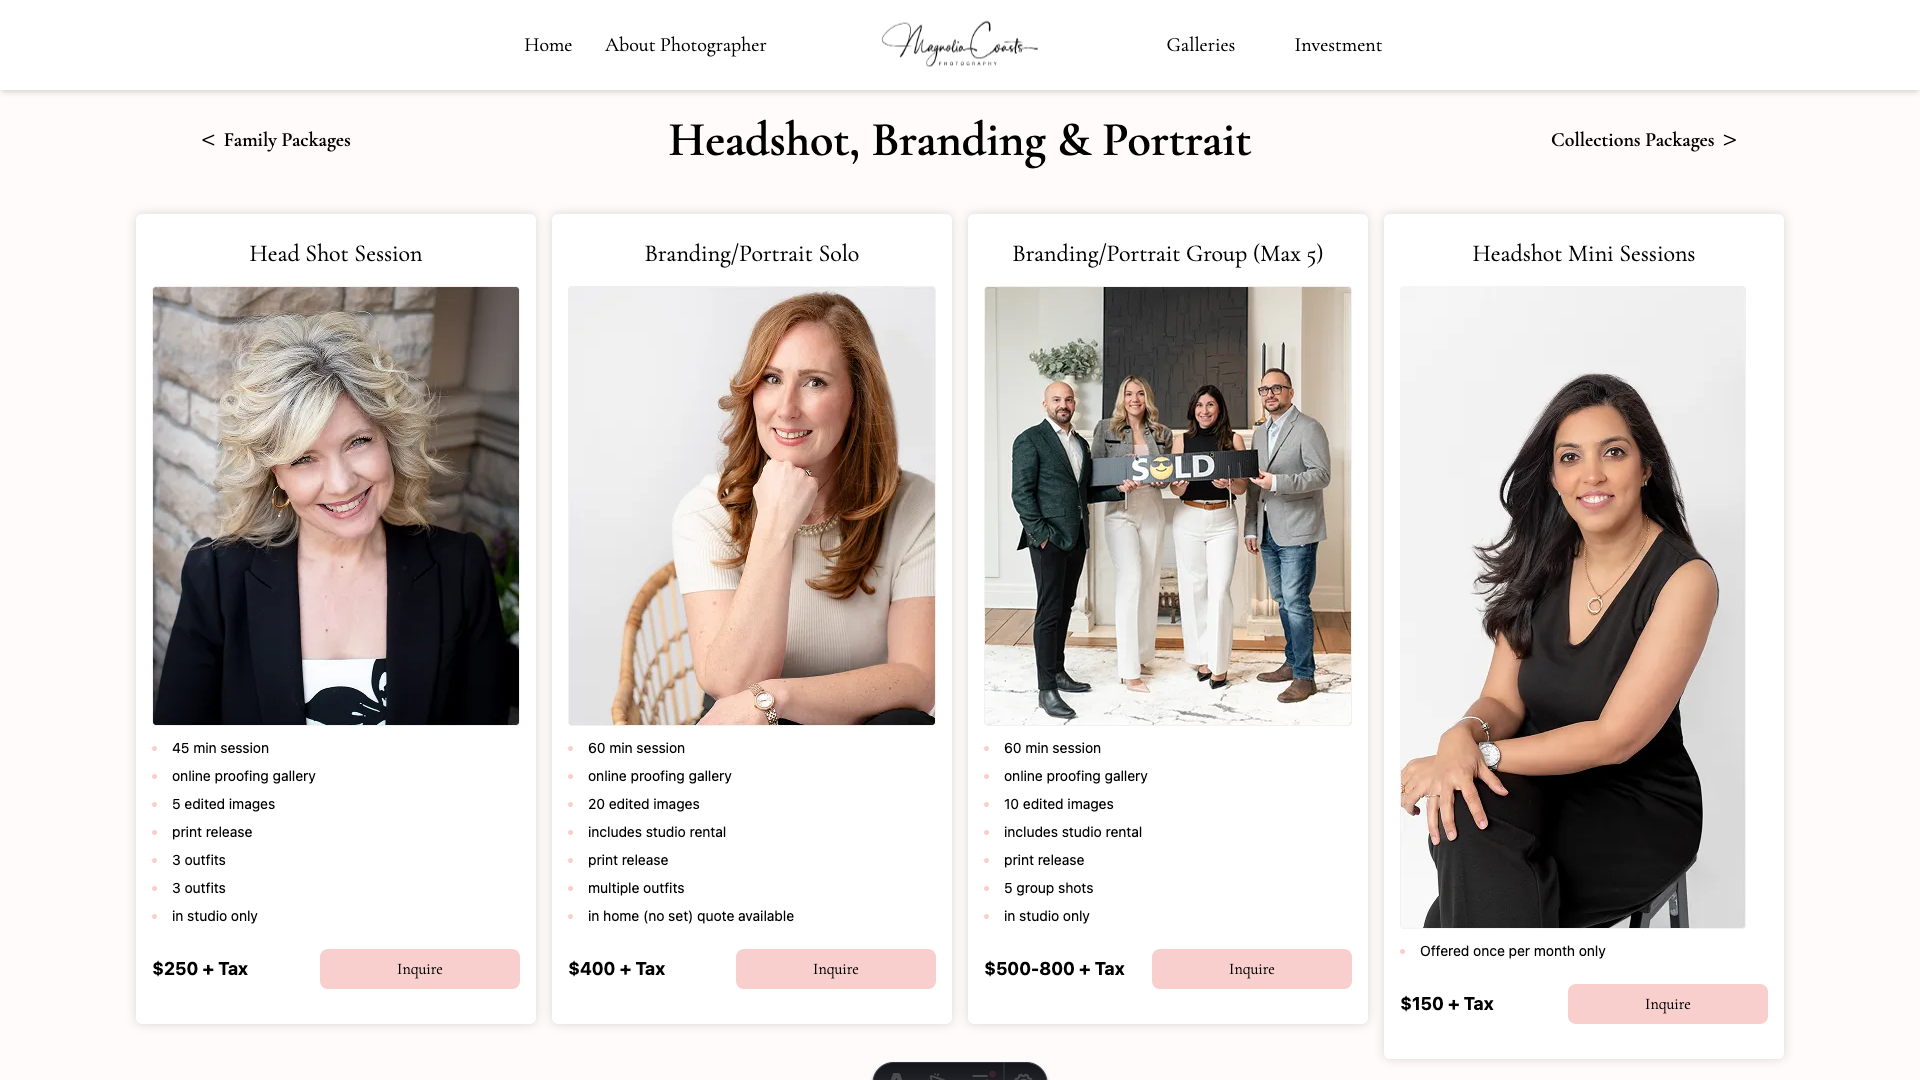 Home
About Photographer
Magnolia Coasts
PHOTOGRAPHY
Galleries
Investment
< Family Packages
Headshot, Branding & Portrait
Collections Packages >
Head Shot Session
45 min session
online proofing gallery
5 edited images
print release
3 outfits
3 outfits
in studio only
$250 + Tax
Inquire
Branding/Portrait Solo
60 min session
online proofing gallery
20 edited images
includes studio rental
print release
multiple outfits
in home (no set) quote available
$400 + Tax
Inquire
Branding/Portrait Group (Max 5)
S😎LD
60 min session
online proofing gallery
10 edited images
includes studio rental
print release
5 group shots
in studio only
$500-800 + Tax
Inquire
Headshot Mini Sessions
Offered once per month only
$150 + Tax
Inquire